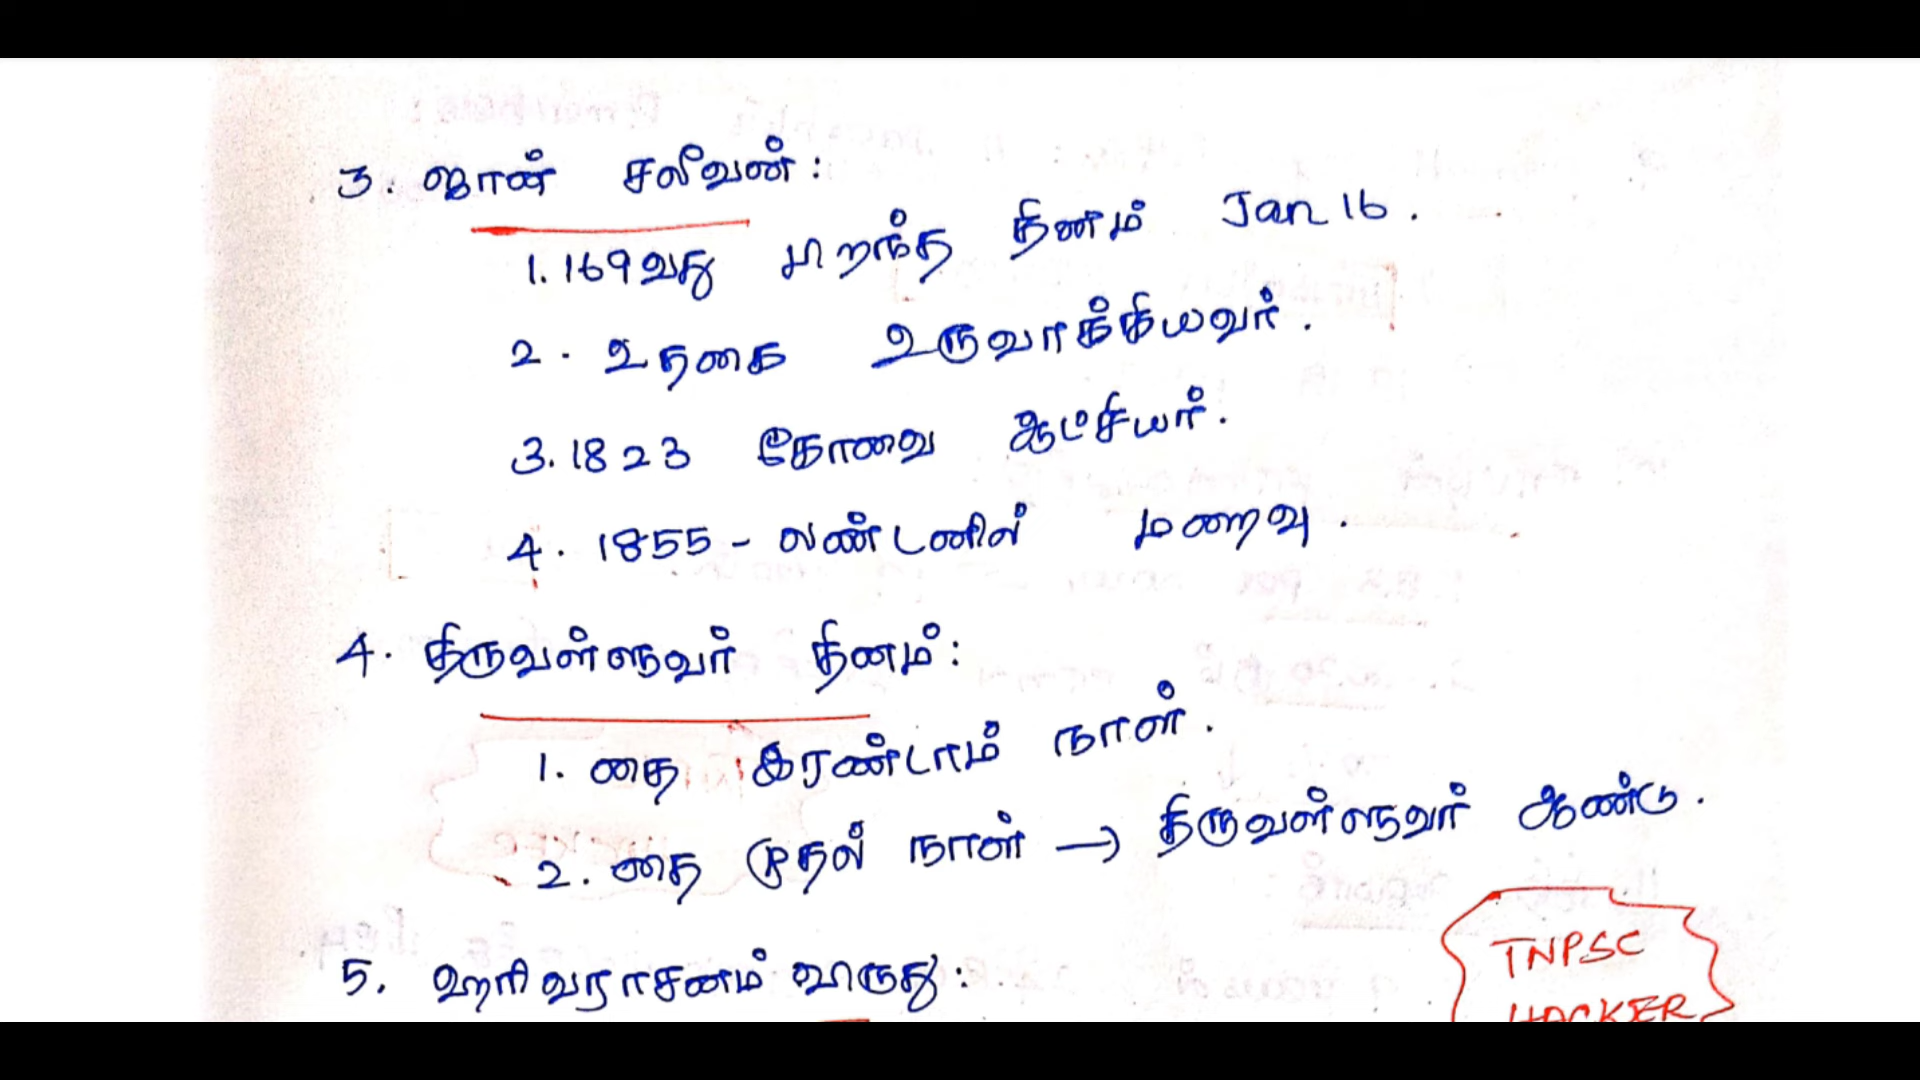 3. ஜான் சலீவன்:
1. 169வது பிறந்த தினம் Jan 16.
2. உதகை உருவாக்கியவர்.
3. 1823 கோவை ஆட்சியர்.
4. 1855 - லண்டனில் மறைவு.
4. திருவள்ளுவர் தினம்:
1. தை இரண்டாம் நாள்.
2. தை முதல் நாள் → திருவள்ளுவர் ஆண்டு.
5. ஹரிவராசனம் விருது:
TNPSC
HACKER